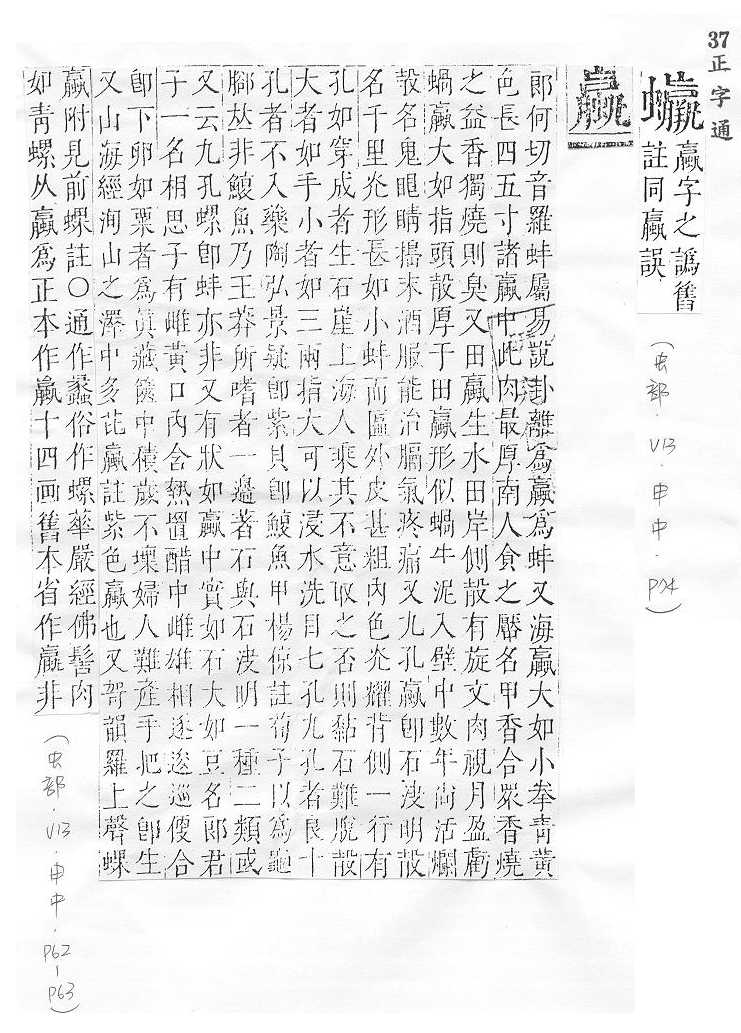 37 正字通
蠃字之譌舊
註同蠃誤
（虫部．V13．申中．P74）
蠃
郎何切音羅蚌屬易說卦離爲蠃爲蚌又海蠃大如小拳靑黃
色長四五寸諸蠃中此肉最厚南人食之黶名甲香合衆香燒
之益香獨燒則臭又田蠃生水田岸側殼有旋文肉視月盈虧
蝸蠃大如指頭殼厚于田蠃形似蝸牛泥入壁中數年尙活爛
殼名鬼眼睛搗末酒服能治膈氣疼痛又九孔蠃卽石決明殼
名千里光形長如小蚌而匾外皮甚粗內色光耀背側一行有
孔如穿成者生石崖上海人乘其不意取之否則黏石難脫殼
大者如手小者如三兩指大可以浸水洗目七孔九孔者良十
孔者不入藥陶弘景疑卽紫貝卽鰒魚甲楊倞註荀子以爲龜
腳𠀤非鰒魚乃王莽所嗜者一邊著石與石決明一種二類或
又云九孔螺卽蚌亦非又有狀如蠃中實如石大如豆名郎君
子一名相思子有雌黃口內含熱置醋中雌雄相逐逡巡便合
卽下卵如粟者爲眞藏篋中積歲不壞婦人難產手把之卽生
又山海經洵山之澤中多芘蠃註紫色蠃也又哿韻羅上聲螺
蠃附見前螺註○通作蠡俗作螺華嚴經佛髻肉
如靑螺从蠃爲正本作蠃十四画舊本省作蠃非
（虫部．V13．申中．P62-P63）